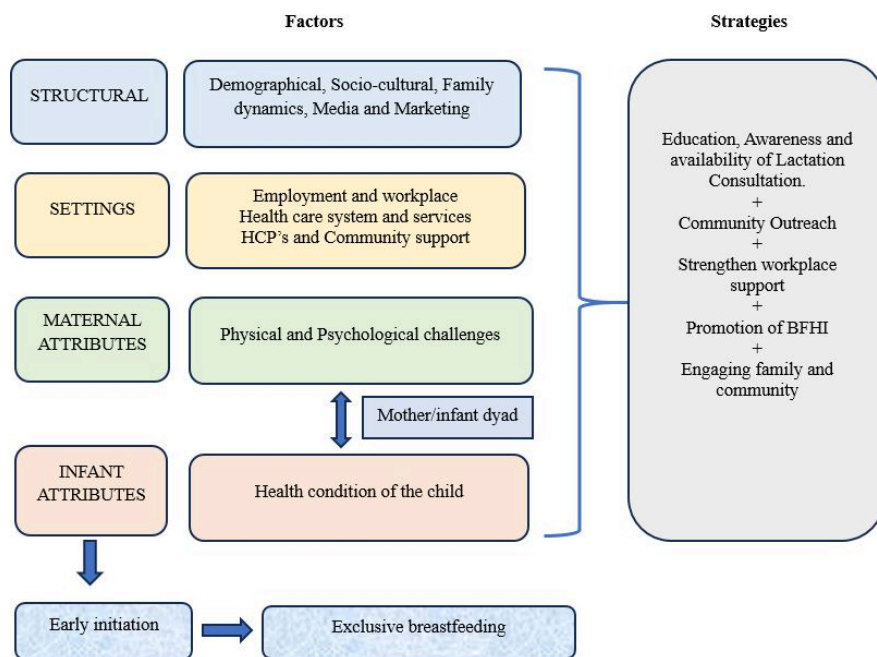 Factors
Strategies
STRUCTURAL
Demographical, Socio-cultural, Family
dynamics, Media and Marketing
SETTINGS
Employment and workplace
Health care system and services
HCP's and Community support
MATERNAL
ATTRIBUTES
Physical and Psychological challenges
Mother/infant dyad
INFANT
ATTRIBUTES
Health condition of the child
Early initiation
Exclusive breastfeeding
Education, Awareness and
availability of Lactation
Consultation.
+
Community Outreach
+
Strengthen workplace
support
+
Promotion of BFHI
+
Engaging family and
community